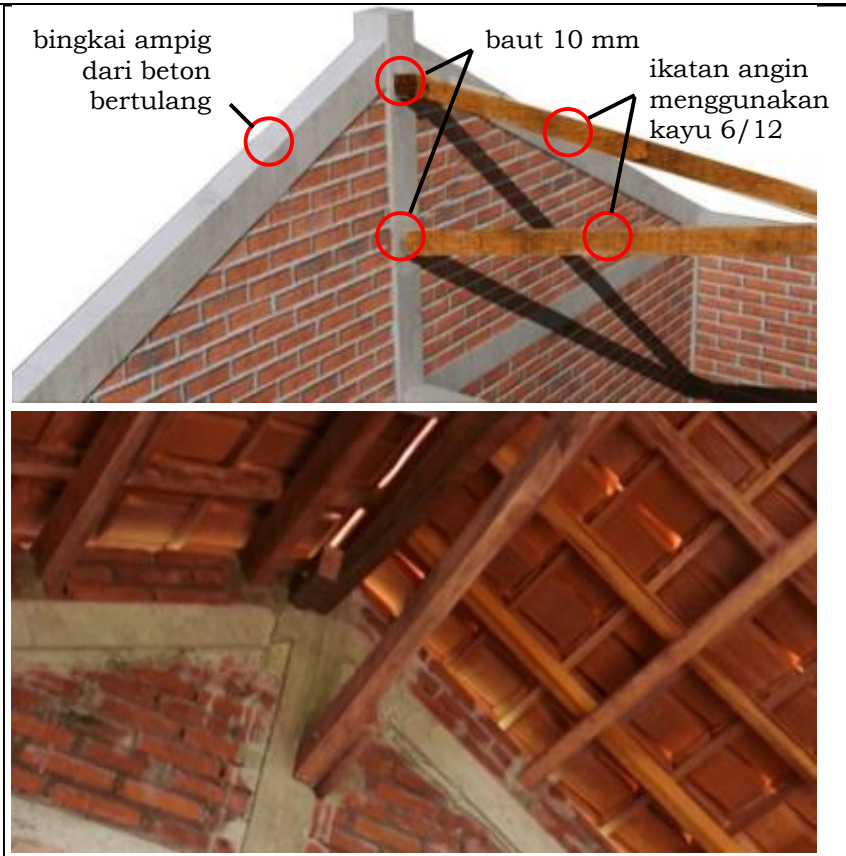 bingkai ampig
dari beton
bertulang
baut 10 mm
ikatan angin
menggunakan
kayu 6/12